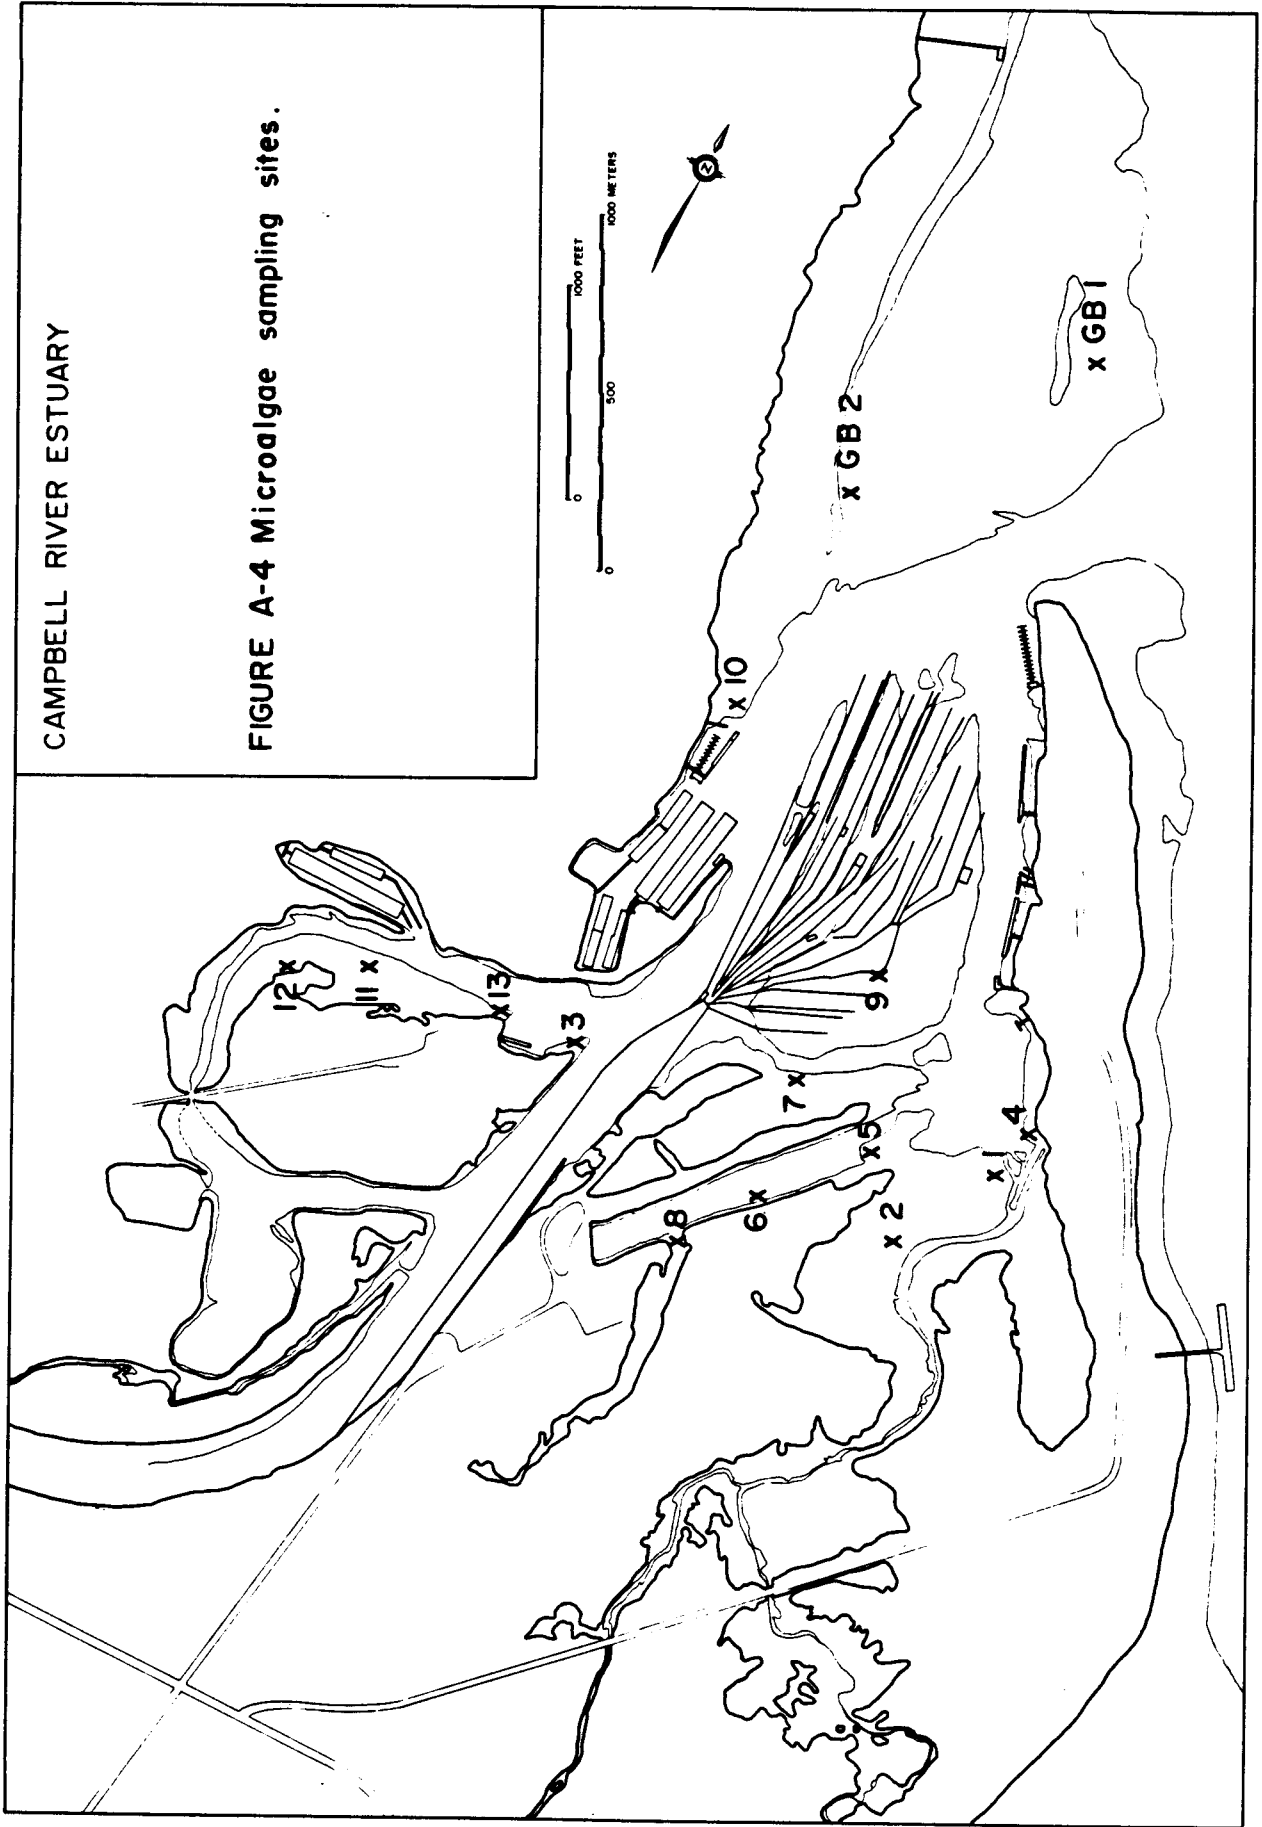 CAMPBELL RIVER ESTUARY
FIGURE A-4 Microalgae sampling sites.
0 1000 FEET
0 500 1000 METERS
N
12 x
11 x
x 13
x 3
x 10
x GB 2
x GB 1
9 x
7 x
x 5
6 x
x 8
x 2
x 1
x 4